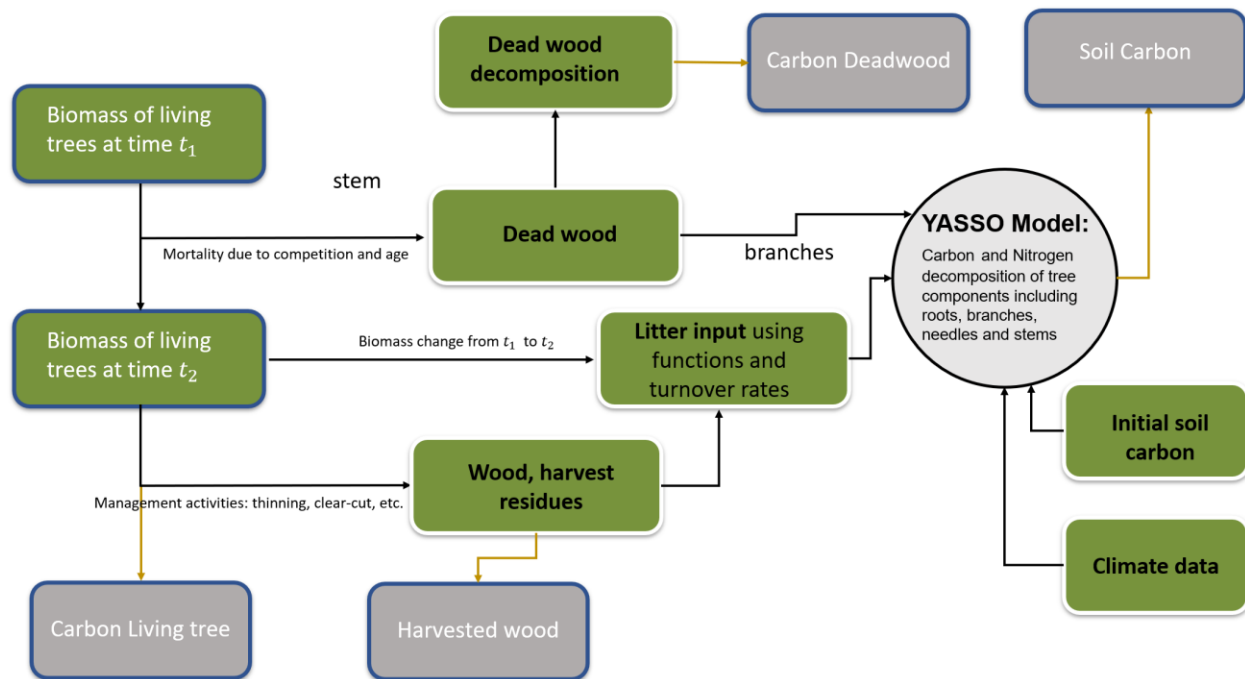 Dead wood
decomposition
Carbon Deadwood
Soil Carbon
Biomass of living
trees at time t₁
stem
Dead wood
Mortality due to competition and age
branches
YASSO Model:
Carbon and Nitrogen
decomposition of tree
components including
roots, branches,
needles and stems
Biomass of living
trees at time t₂
Biomass change from t₁ to t₂
Litter input using
functions and
turnover rates
Initial soil
carbon
Wood, harvest
residues
Management activities: thinning, clear-cut, etc.
Climate data
Carbon Living tree
Harvested wood